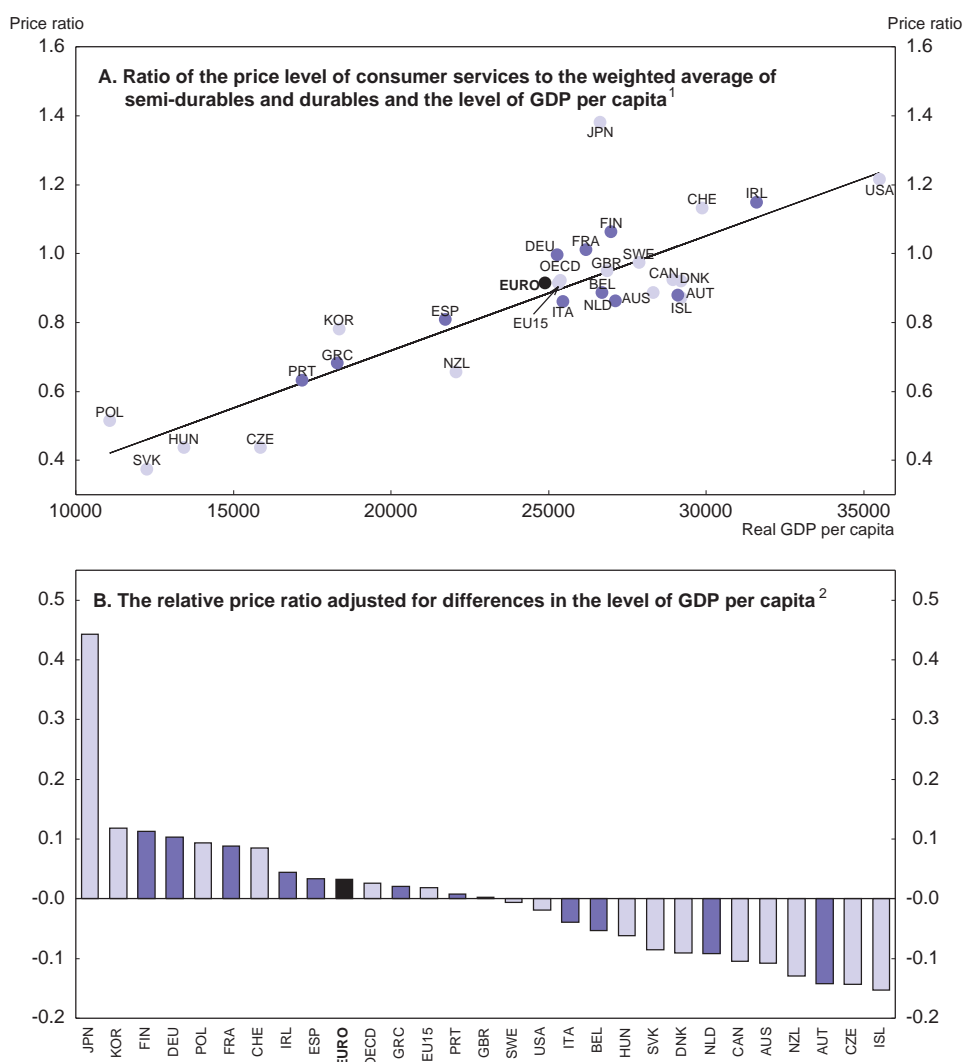 Price ratio
Price ratio
1.6
1.6
A. Ratio of the price level of consumer services to the weighted average of
semi-durables and durables and the level of GDP per capita 1
1.4
1.4
JPN
1.2
1.2
CHE
IRL
USA
FIN
DEU
FRA
1.0
1.0
OECD
GBR
SWE
EURO
BEL
CAN
DNK
EU15
ITA
NLD
AUS
ISL
AUT
0.8
0.8
KOR
ESP
GRC
NZL
PRT
0.6
0.6
POL
HUN
CZE
SVK
0.4
0.4
10000
15000
20000
25000
30000
35000
Real GDP per capita
B. The relative price ratio adjusted for differences in the level of GDP per capita 2
0.5
0.5
0.4
0.4
0.3
0.3
0.2
0.2
0.1
0.1
-0.0
-0.0
-0.1
-0.1
-0.2
-0.2
JPN
KOR
FIN
DEU
POL
FRA
CHE
IRL
ESP
EURO
OECD
GRC
EU15
PRT
GBR
SWE
USA
ITA
BEL
HUN
SVK
DNK
NLD
CAN
AUS
NZL
AUT
CZE
ISL